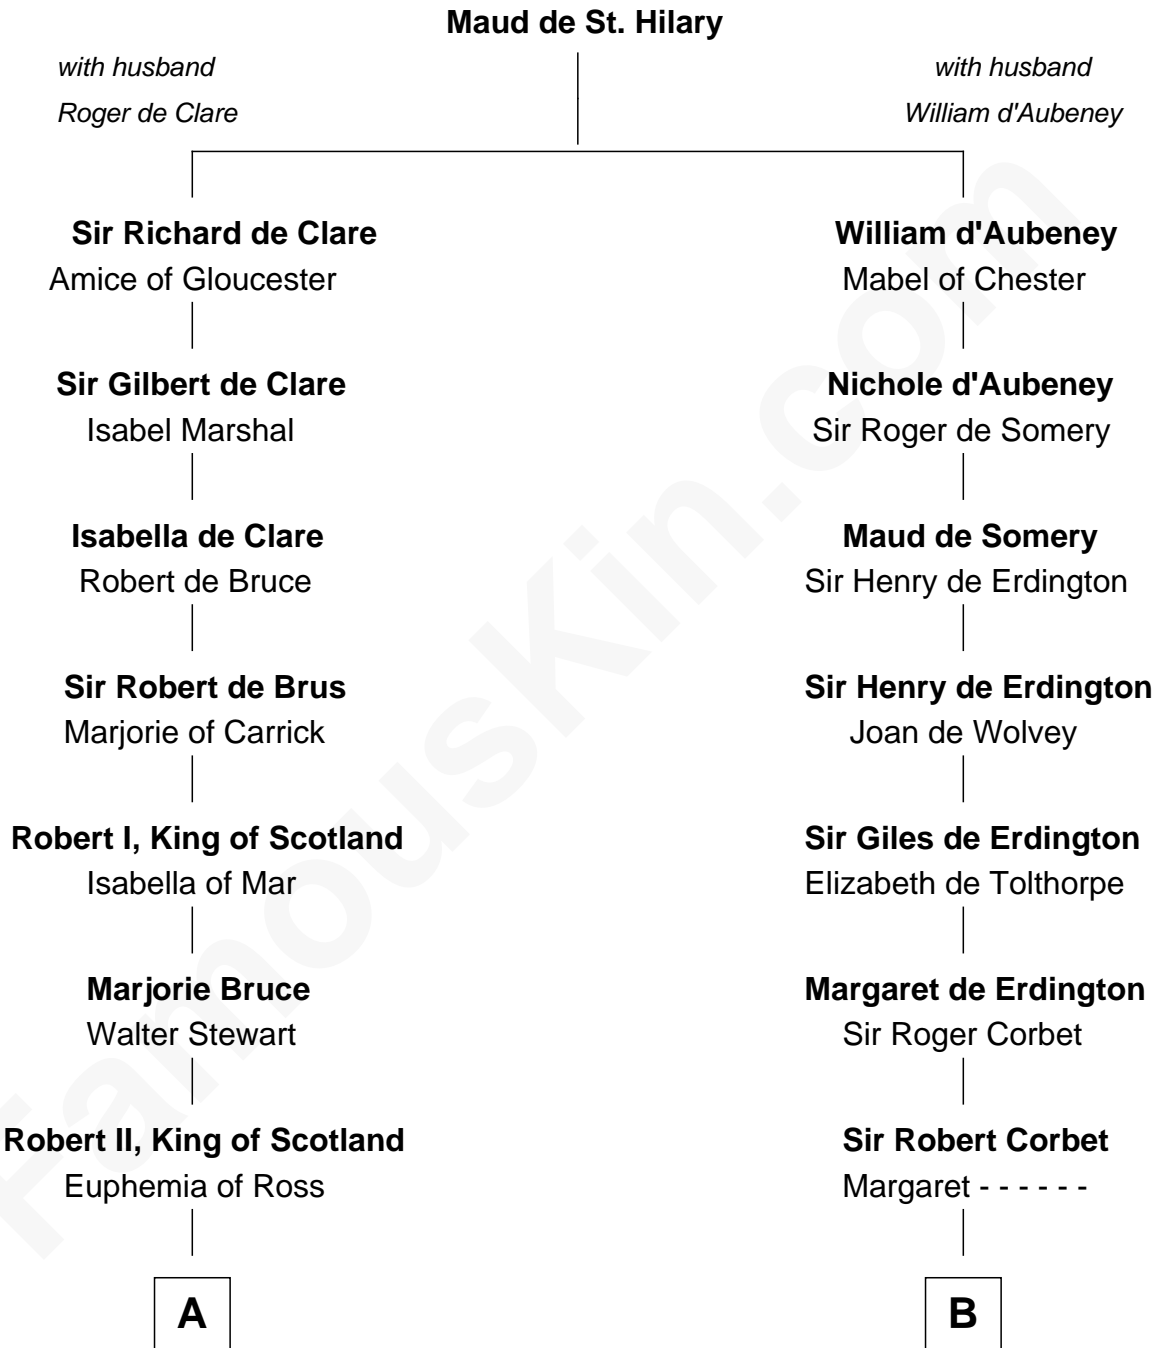 Maud de St. Hilary
with husband
Roger de Clare
with husband
William d'Aubeney
Sir Richard de Clare
Amice of Gloucester
William d'Aubeney
Mabel of Chester
Sir Gilbert de Clare
Isabel Marshal
Nichole d'Aubeney
Sir Roger de Somery
Isabella de Clare
Robert de Bruce
Maud de Somery
Sir Henry de Erdington
Sir Robert de Brus
Marjorie of Carrick
Sir Henry de Erdington
Joan de Wolvey
Robert I, King of Scotland
Isabella of Mar
Sir Giles de Erdington
Elizabeth de Tolthorpe
Marjorie Bruce
Walter Stewart
Margaret de Erdington
Sir Roger Corbet
Robert II, King of Scotland
Euphemia of Ross
Sir Robert Corbet
Margaret - - - - - -
A
B
FamousKin.com